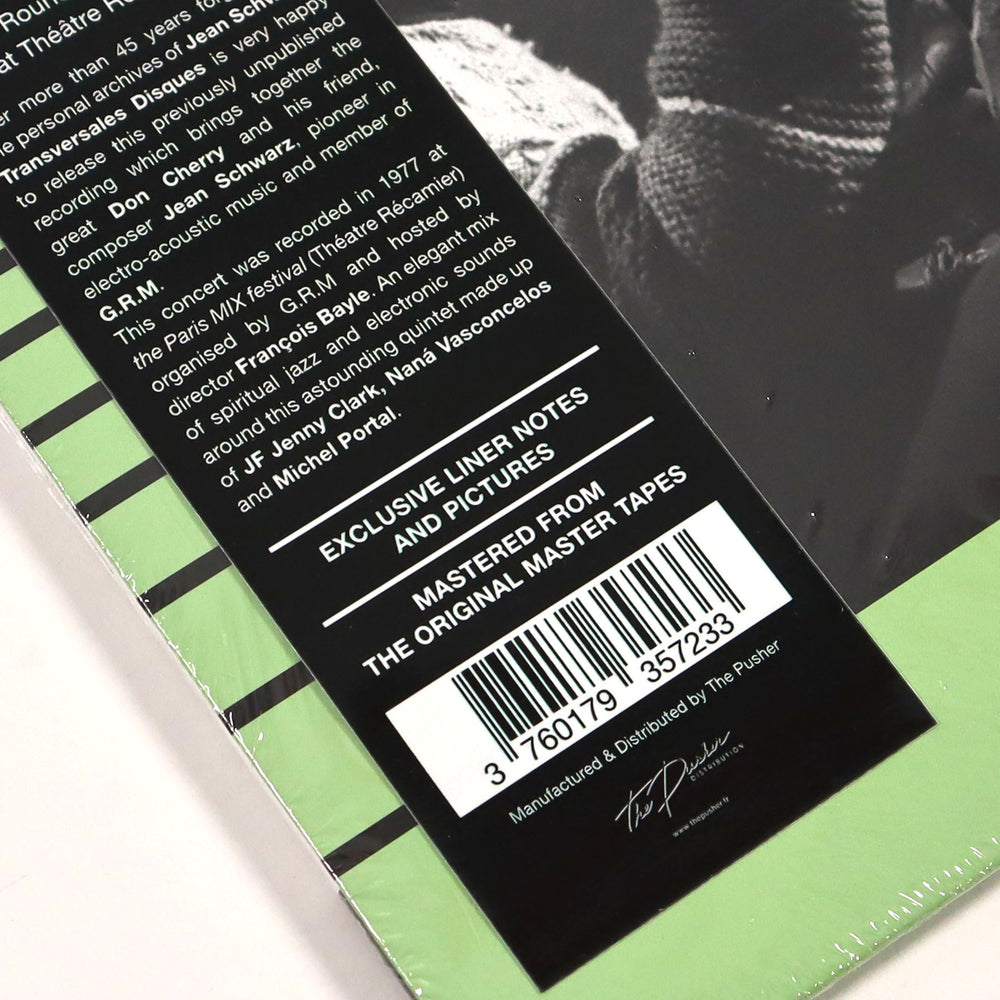 Roun
at Théâtre Ré
more than 45 years
personal archives of Jean Schw
Transversales Disques is very happy
to release this previously unpublished
recording which brings together the
great Don Cherry and his friend,
composer Jean Schwarz, pioneer in
electro-acoustic music and member of
G.R.M.
This concert was recorded in 1977 at
the Paris MIX festival (Théatre Récamier)
organised by G.R.M and hosted by
director François Bayle. An elegant mix
of spiritual jazz and electronic sounds
around this astounding quintet made up
of JF Jenny Clark, Nanà Vasconcelos
and Michel Portal.
EXCLUSIVE LINER NOTES
AND PICTURES
MASTERED FROM
THE ORIGINAL MASTER TAPES
3 760179 357233
Manufactured & Distributed by The Pusher
The Pusher
DISTRIBUTION
www.thepusher.fr